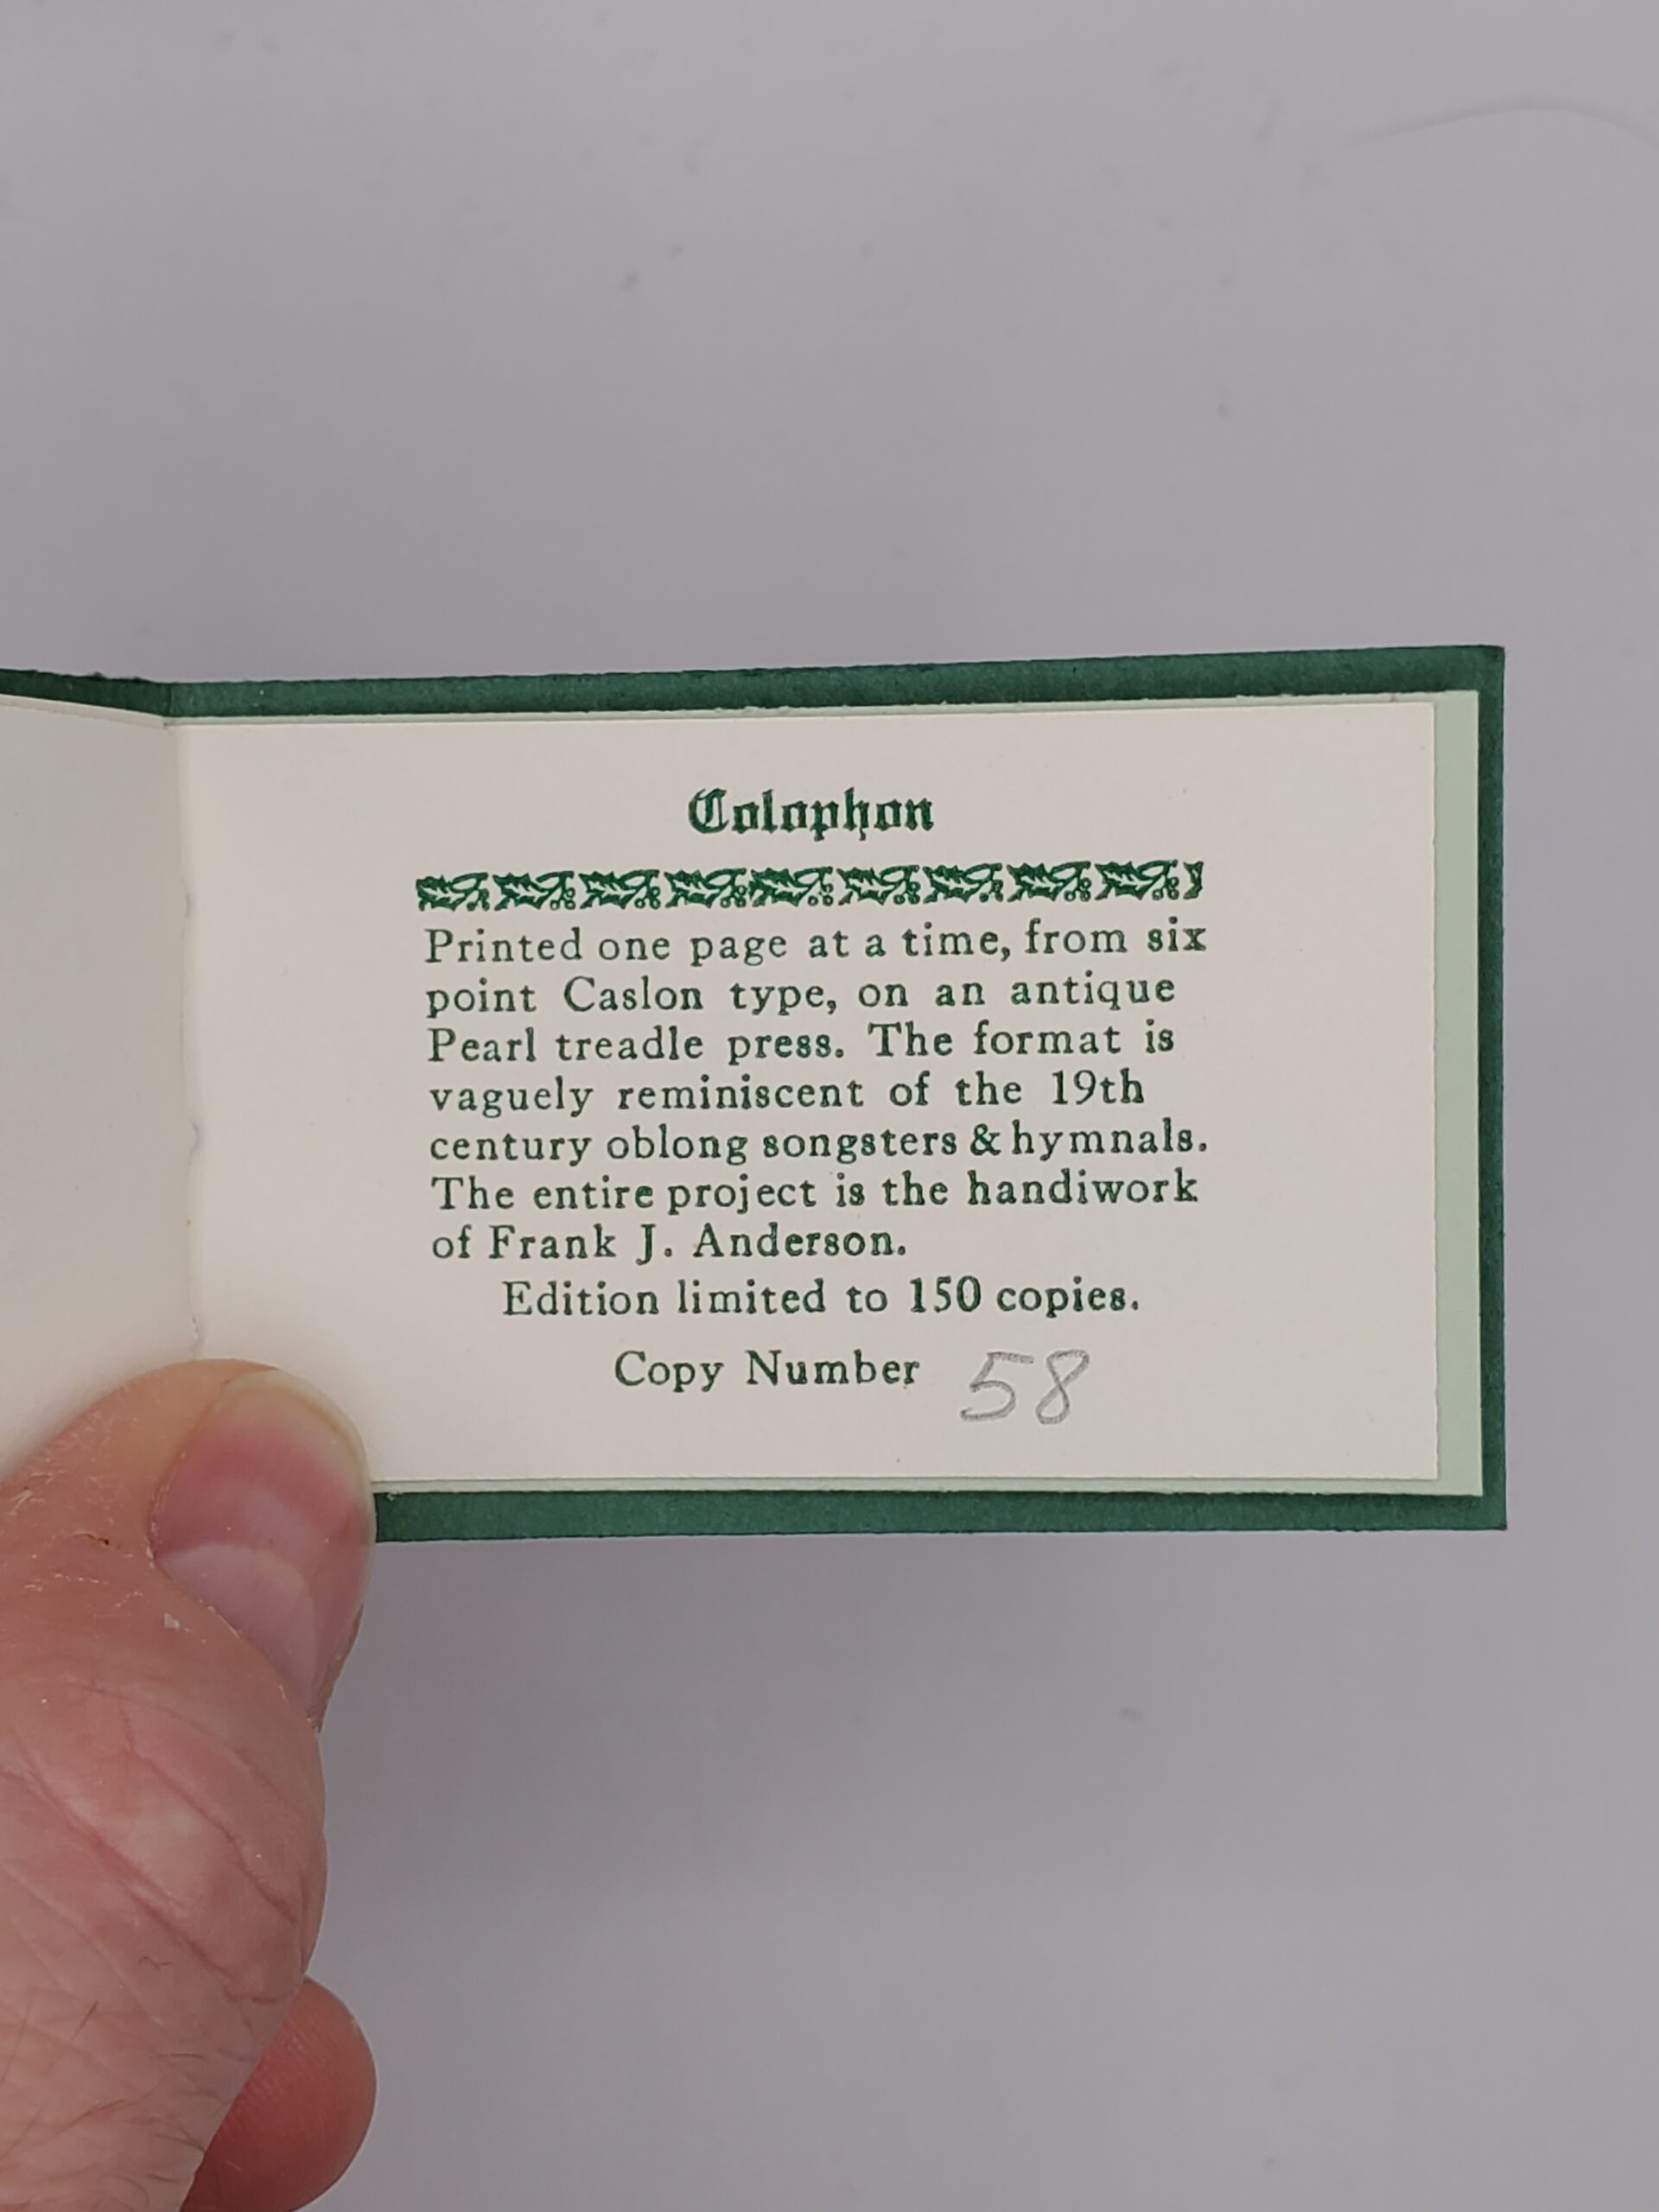 Colophon
Printed one page at a time, from six
point Caslon type, on an antique
Pearl treadle press. The format is
vaguely reminiscent of the 19th
century oblong songsters & hymnals.
The entire project is the handiwork
of Frank J. Anderson.
Edition limited to 150 copies.
Copy Number 58